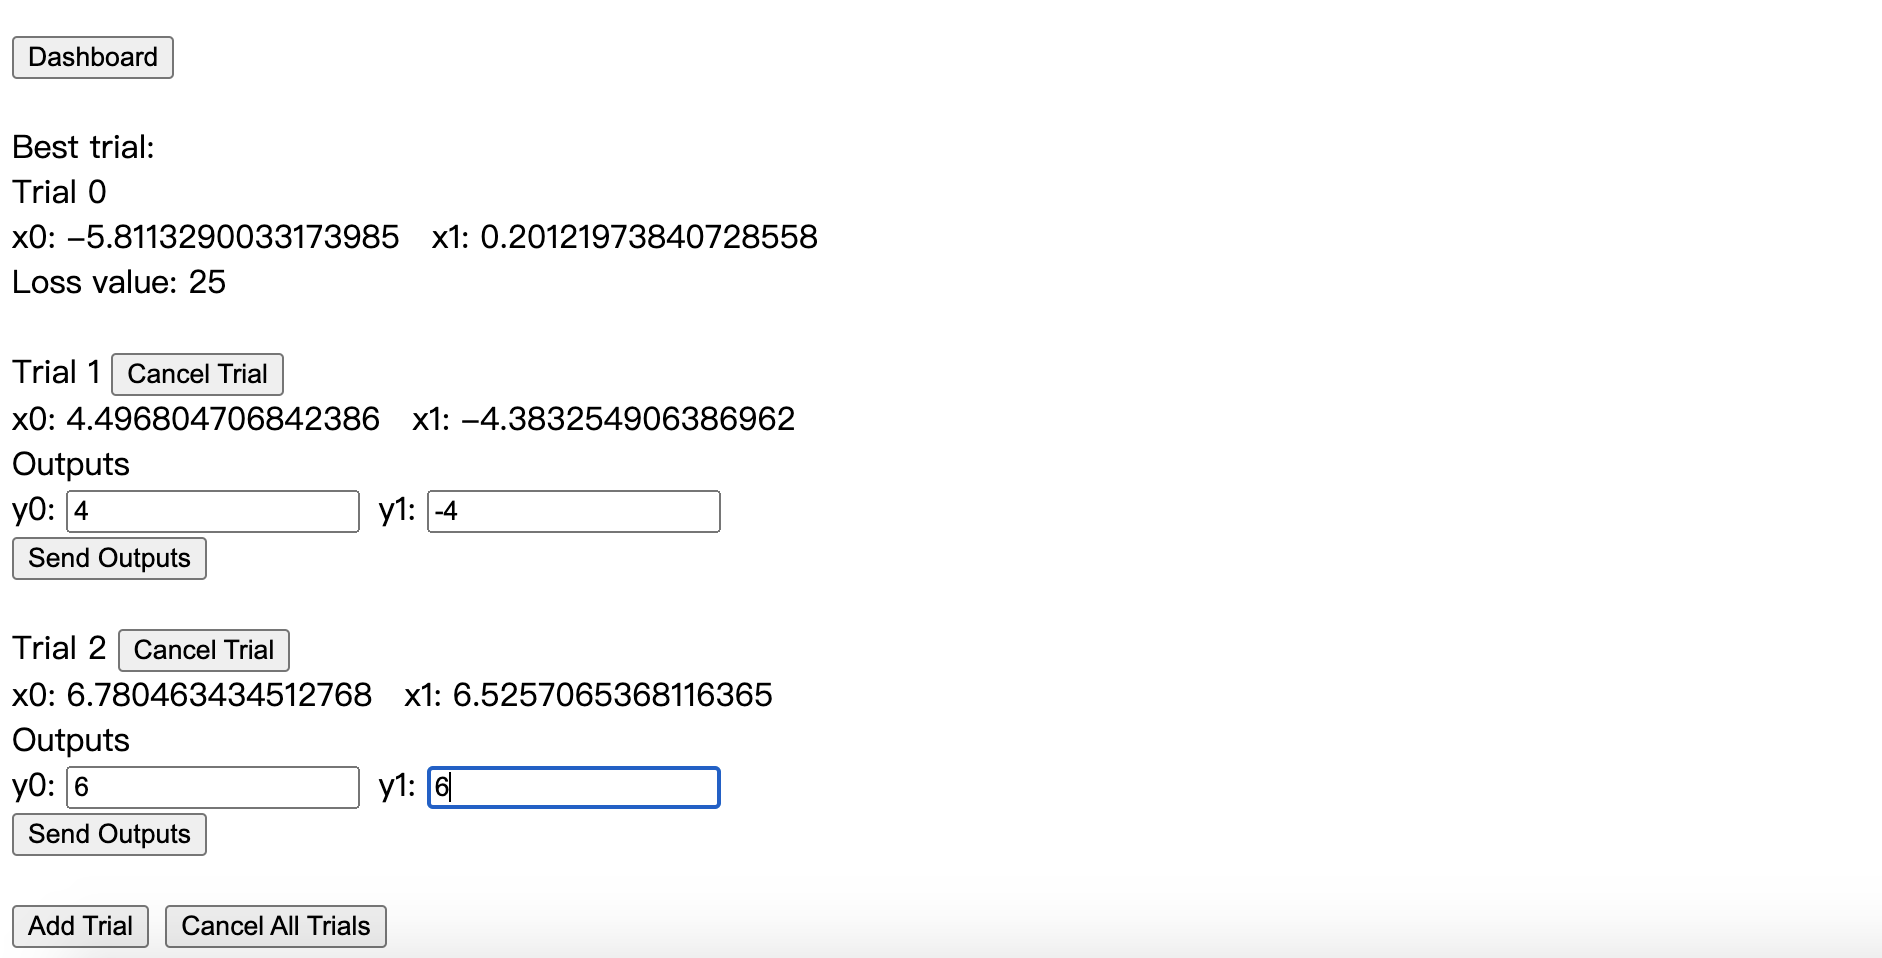 Dashboard
Best trial:
Trial 0
x0: −5.8113290033173985 x1: 0.20121973840728558
Loss value: 25
Trial 1 Cancel Trial
x0: 4.496804706842386 x1: −4.383254906386962
Outputs
y0: 4 y1: -4
Send Outputs
Trial 2 Cancel Trial
x0: 6.780463434512768 x1: 6.5257065368116365
Outputs
y0: 6 y1: 6
Send Outputs
Add Trial Cancel All Trials